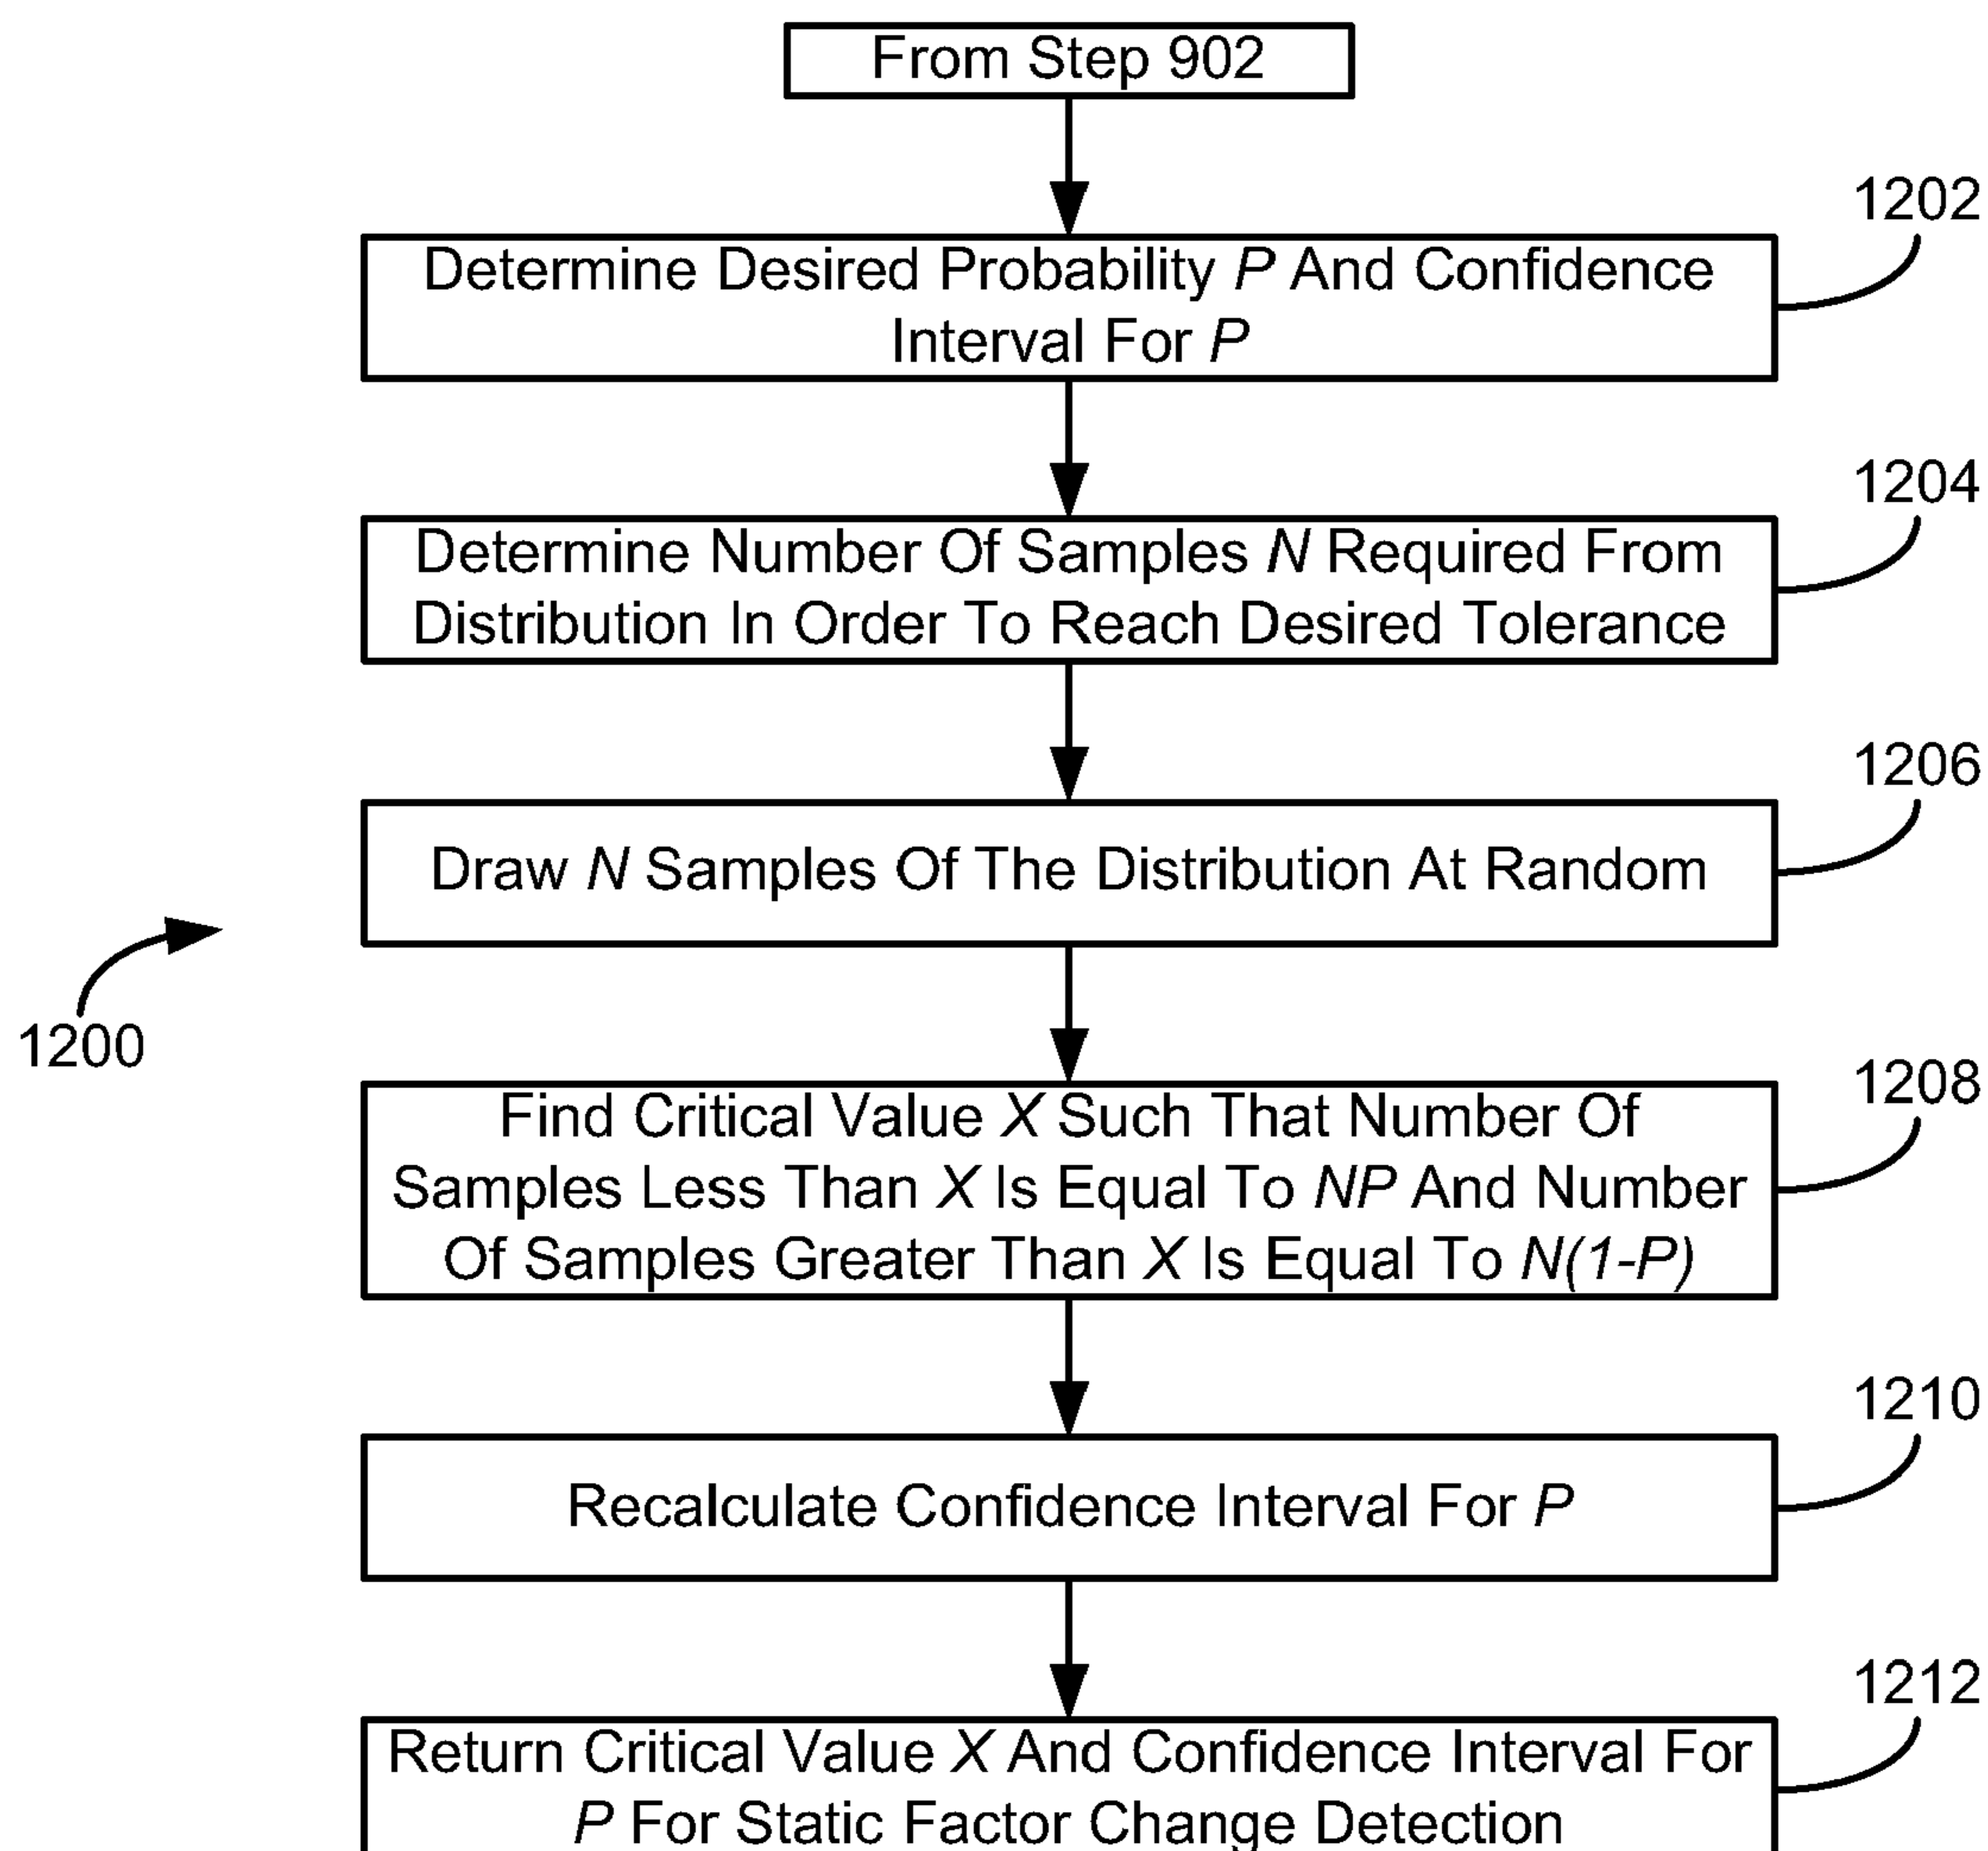 From Step 902
1202
Determine Desired Probability P And Confidence
Interval For P
1204
Determine Number Of Samples N Required From
Distribution In Order To Reach Desired Tolerance
1206
Draw N Samples Of The Distribution At Random
1200
1208
Find Critical Value X Such That Number Of
Samples Less Than X Is Equal To NP And Number
Of Samples Greater Than X Is Equal To N(1-P)
1210
Recalculate Confidence Interval For P
1212
Return Critical Value X And Confidence Interval For
P For Static Factor Change Detection